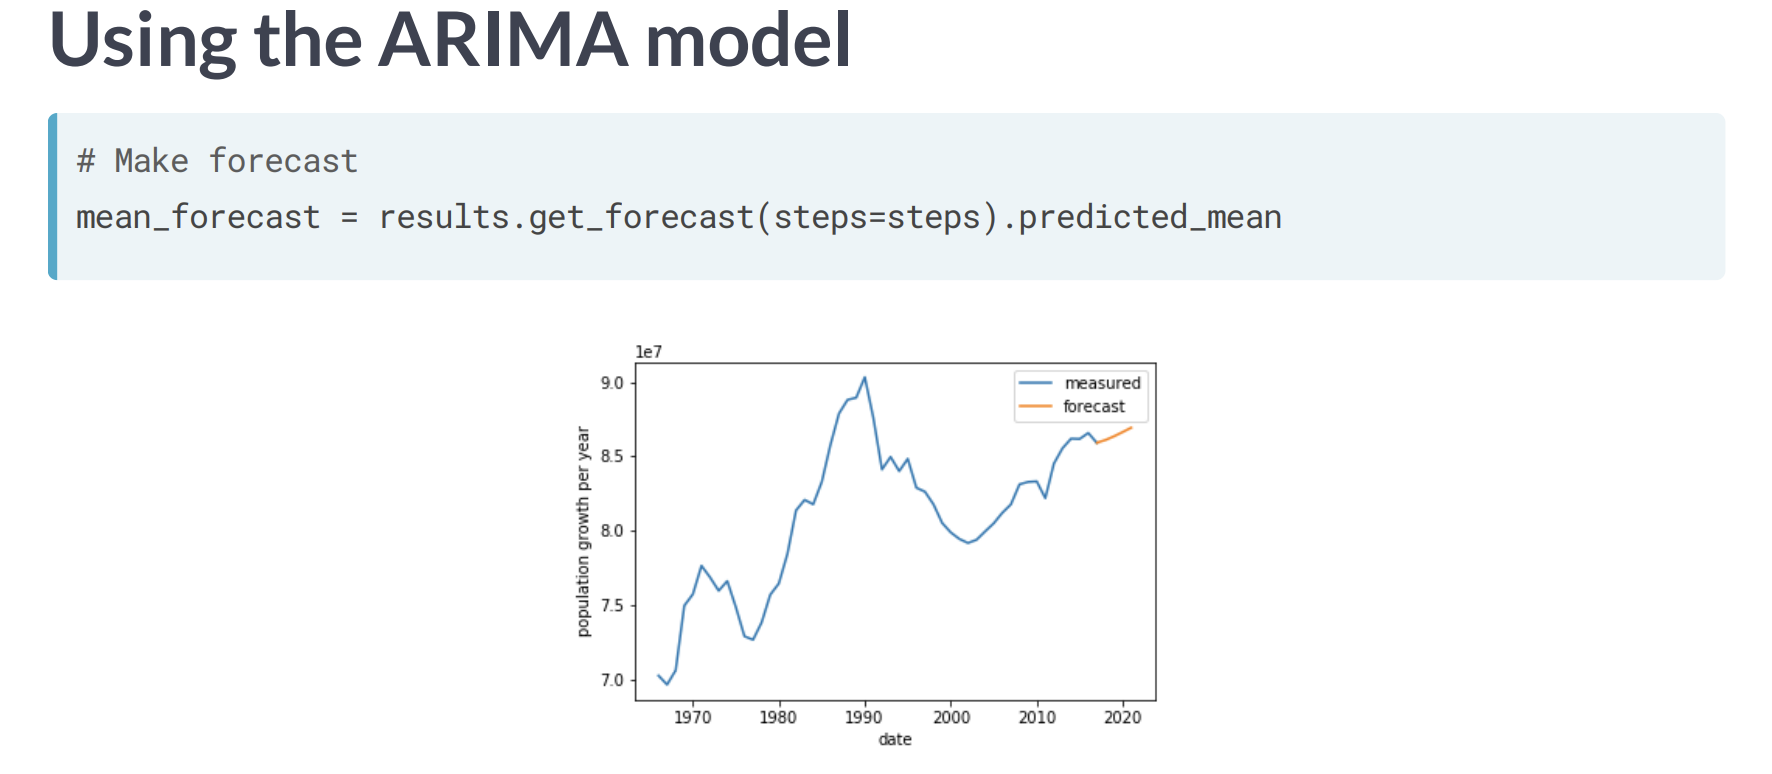 Using the ARIMA model
# Make forecast
mean_forecast = results.get_forecast(steps=steps).predicted_mean
1e7
measured
forecast
9.0
8.5
8.0
7.5
7.0
population growth per year
1970 1980 1990 2000 2010 2020
date